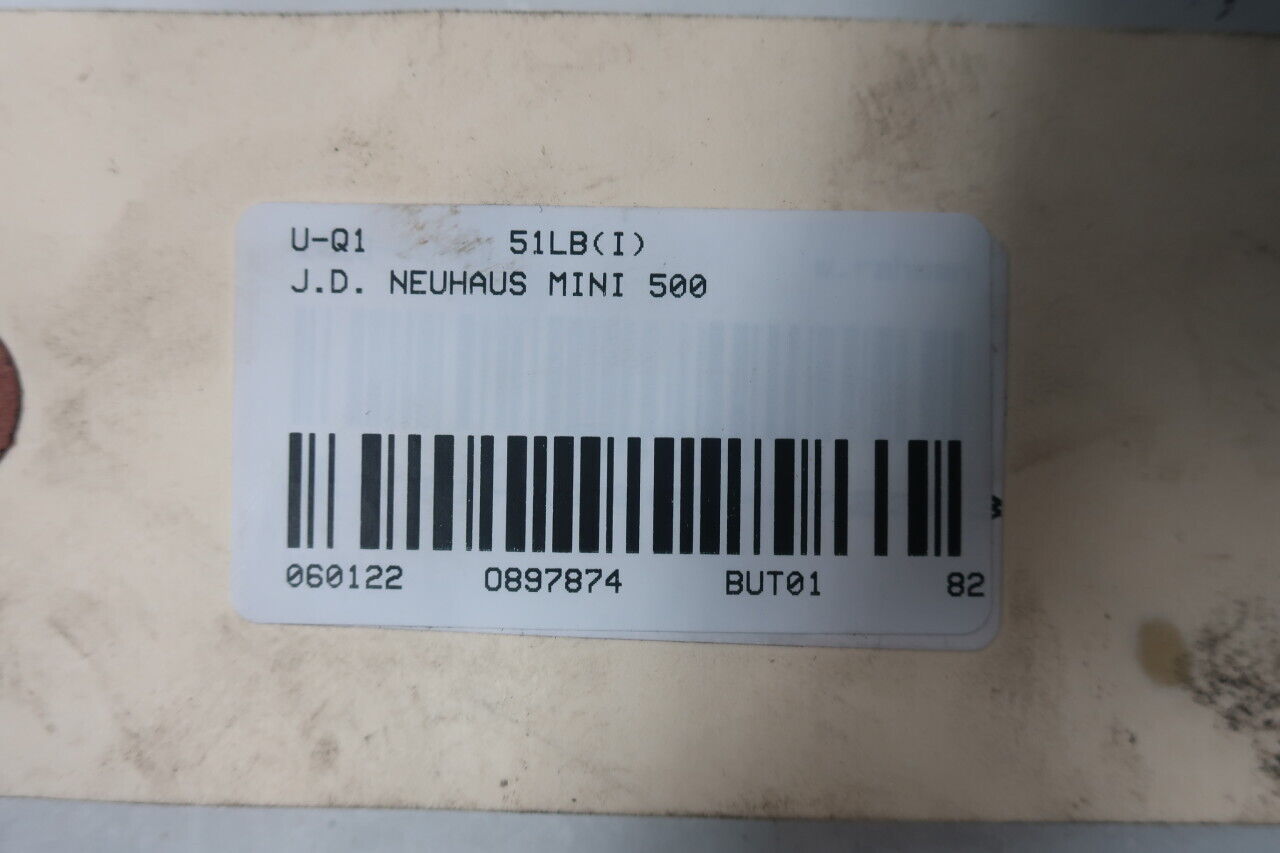 U-Q1 51LB(I)
J.D. NEUHAUS MINI 500
060122 0897874 BUT01 82